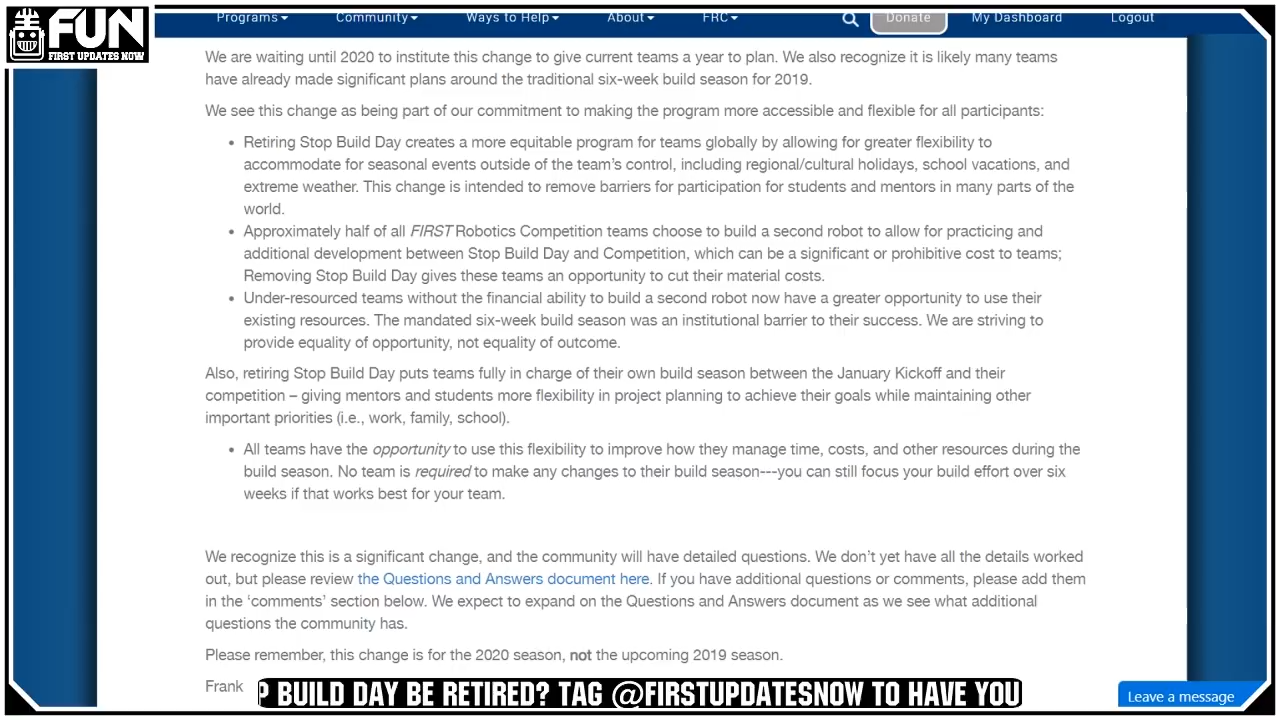 FUN
FIRST UPDATES NOW
Programs Community Ways to Help About FRC Donate My Dashboard Logout
We are waiting until 2020 to institute this change to give current teams a year to plan. We also recognize it is likely many teams
have already made significant plans around the traditional six-week build season for 2019.
We see this change as being part of our commitment to making the program more accessible and flexible for all participants:
• Retiring Stop Build Day creates a more equitable program for teams globally by allowing for greater flexibility to
accommodate for seasonal events outside of the team's control, including regional/cultural holidays, school vacations, and
extreme weather. This change is intended to remove barriers for participation for students and mentors in many parts of the
world.
• Approximately half of all FIRST Robotics Competition teams choose to build a second robot to allow for practicing and
additional development between Stop Build Day and Competition, which can be a significant or prohibitive cost to teams;
Removing Stop Build Day gives these teams an opportunity to cut their material costs.
• Under-resourced teams without the financial ability to build a second robot now have a greater opportunity to use their
existing resources. The mandated six-week build season was an institutional barrier to their success. We are striving to
provide equality of opportunity, not equality of outcome.
Also, retiring Stop Build Day puts teams fully in charge of their own build season between the January Kickoff and their
competition – giving mentors and students more flexibility in project planning to achieve their goals while maintaining other
important priorities (i.e., work, family, school).
• All teams have the opportunity to use this flexibility to improve how they manage time, costs, and other resources during the
build season. No team is required to make any changes to their build season---you can still focus your build effort over six
weeks if that works best for your team.
We recognize this is a significant change, and the community will have detailed questions. We don't yet have all the details worked
out, but please review the Questions and Answers document here. If you have additional questions or comments, please add them
in the 'comments' section below. We expect to expand on the Questions and Answers document as we see what additional
questions the community has.
Please remember, this change is for the 2020 season, not the upcoming 2019 season.
Frank
P BUILD DAY BE RETIRED? TAG @FIRSTUPDATESNOW TO HAVE YOU
Leave a message